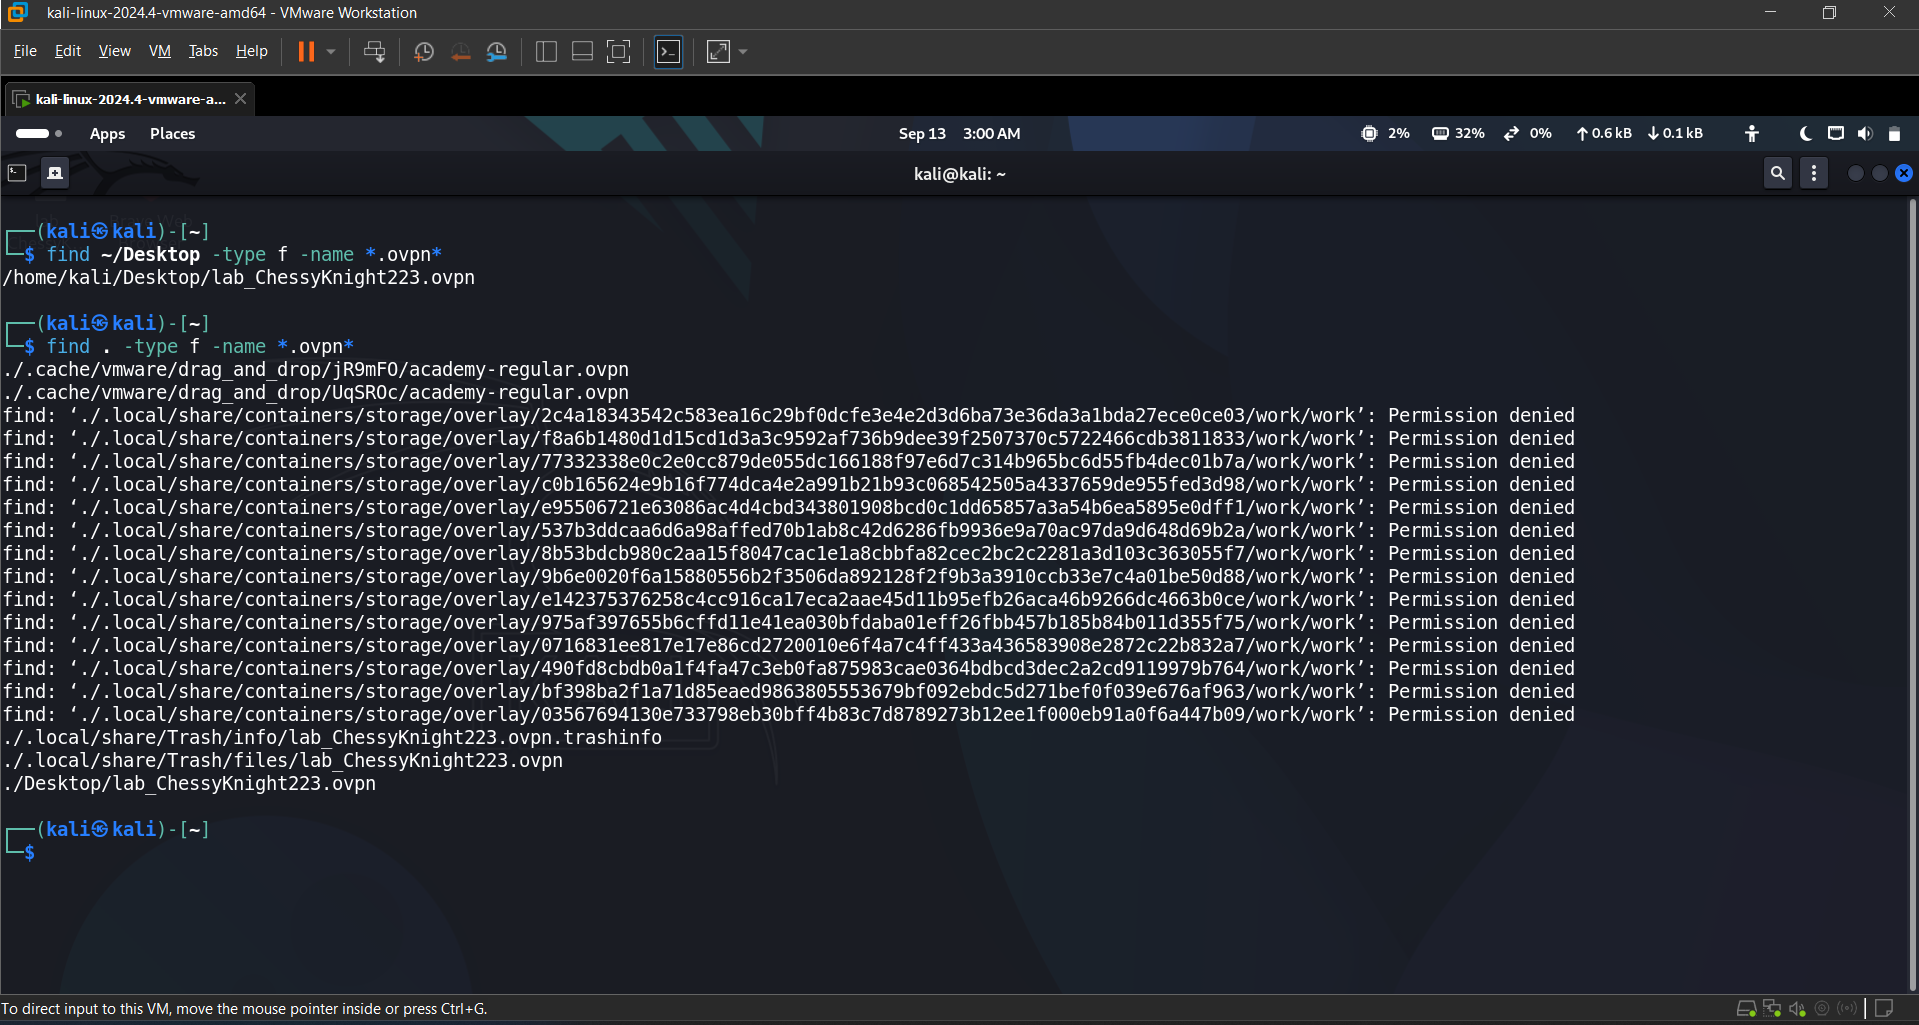 kali-linux-2024.4-vmware-amd64 - VMware Workstation
File Edit View VM Tabs Help
kali-linux-2024.4-vmware-a...
Apps Places Sep 13 3:00 AM 2% 32% 0% ↑0.6 kB ↓0.1 kB
kali@kali: ~
┌──(kali㉿kali)-[~]
└─$ find ~/Desktop -type f -name *.ovpn*
/home/kali/Desktop/lab_ChessyKnight223.ovpn
┌──(kali㉿kali)-[~]
└─$ find . -type f -name *.ovpn*
./.cache/vmware/drag_and_drop/jR9mFO/academy-regular.ovpn
./.cache/vmware/drag_and_drop/UqSROc/academy-regular.ovpn
find: ‘./.local/share/containers/storage/overlay/2c4a18343542c583ea16c29bf0dcfe3e4e2d3d6ba73e36da3a1bda27ece0ce03/work/work’: Permission denied
find: ‘./.local/share/containers/storage/overlay/f8a6b1480d1d15cd1d3a3c9592af736b9dee39f2507370c5722466cdb3811833/work/work’: Permission denied
find: ‘./.local/share/containers/storage/overlay/77332338e0c2e0cc879de055dc166188f97e6d7c314b965bc6d55fb4dec01b7a/work/work’: Permission denied
find: ‘./.local/share/containers/storage/overlay/c0b165624e9b16f774dca4e2a991b21b93c068542505a4337659de955fed3d98/work/work’: Permission denied
find: ‘./.local/share/containers/storage/overlay/e95506721e63086ac4d4cbd343801908bcd0c1dd65857a3a54b6ea5895e0dff1/work/work’: Permission denied
find: ‘./.local/share/containers/storage/overlay/537b3ddcaa6d6a98affed70b1ab8c42d6286fb9936e9a70ac97da9d648d69b2a/work/work’: Permission denied
find: ‘./.local/share/containers/storage/overlay/8b53bdcb980c2aa15f8047cac1e1a8cbbfa82cec2bc2c2281a3d103c363055f7/work/work’: Permission denied
find: ‘./.local/share/containers/storage/overlay/9b6e0020f6a15880556b2f3506da892128f2f9b3a3910ccb33e7c4a01be50d88/work/work’: Permission denied
find: ‘./.local/share/containers/storage/overlay/e142375376258c4cc916ca17eca2aae45d11b95efb26aca46b9266dc4663b0ce/work/work’: Permission denied
find: ‘./.local/share/containers/storage/overlay/975af397655b6cffd11e41ea030bfdaba01eff26fbb457b185b84b011d355f75/work/work’: Permission denied
find: ‘./.local/share/containers/storage/overlay/0716831ee817e17e86cd2720010e6f4a7c4ff433a436583908e2872c22b832a7/work/work’: Permission denied
find: ‘./.local/share/containers/storage/overlay/490fd8cbdb0a1f4fa47c3eb0fa875983cae0364bdbcd3dec2a2cd9119979b764/work/work’: Permission denied
find: ‘./.local/share/containers/storage/overlay/bf398ba2f1a71d85eaed9863805553679bf092ebdc5d271bef0f039e676af963/work/work’: Permission denied
find: ‘./.local/share/containers/storage/overlay/03567694130e733798eb30bff4b83c7d8789273b12ee1f000eb91a0f6a447b09/work/work’: Permission denied
./.local/share/Trash/info/lab_ChessyKnight223.ovpn.trashinfo
./.local/share/Trash/files/lab_ChessyKnight223.ovpn
./Desktop/lab_ChessyKnight223.ovpn
┌──(kali㉿kali)-[~]
└─$
To direct input to this VM, move the mouse pointer inside or press Ctrl+G.